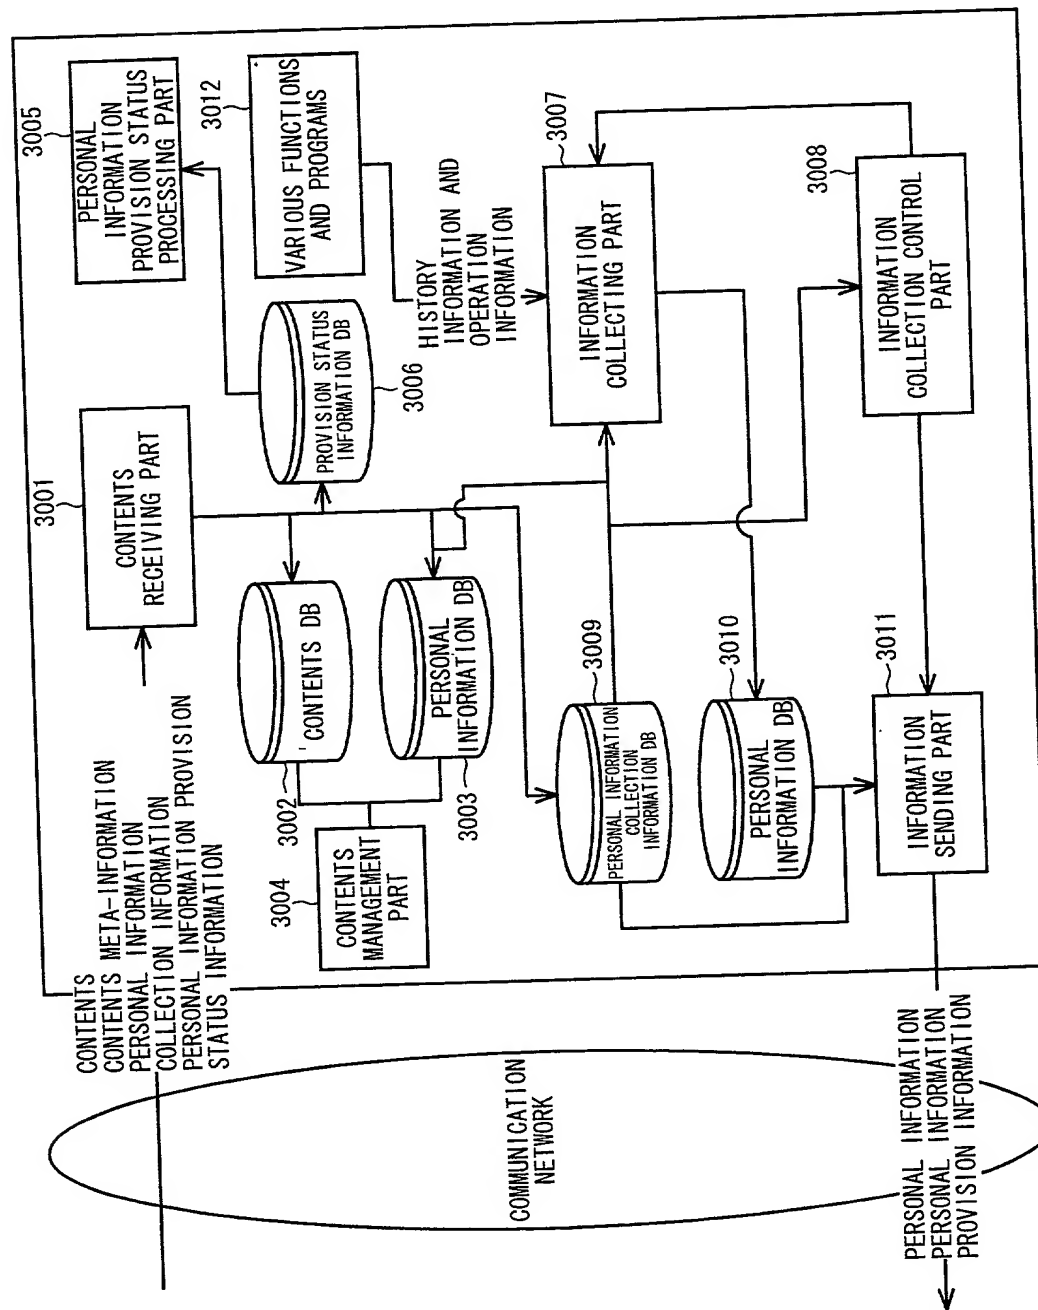 CONTENTS
CONTENTS META-INFORMATION
PERSONAL INFORMATION
COLLECTION INFORMATION
PERSONAL INFORMATION PROVISION
STATUS INFORMATION
COMMUNICATION
NETWORK
PERSONAL INFORMATION
PERSONAL INFORMATION
PROVISION INFORMATION
3001
CONTENTS
RECEIVING PART
3005
PERSONAL
INFORMATION
PROVISION STATUS
PROCESSING PART
3002
CONTENTS DB
PROVISION STATUS
INFORMATION DB
3006
3012
VARIOUS FUNCTIONS
AND PROGRAMS
3004
CONTENTS
MANAGEMENT
PART
PERSONAL
INFORMATION DB
3003
HISTORY
INFORMATION AND
OPERATION
INFORMATION
3009
PERSONAL INFORMATION
COLLECTION
INFORMATION DB
3007
INFORMATION
COLLECTING PART
3010
PERSONAL
INFORMATION DB
3011
INFORMATION
SENDING PART
3008
INFORMATION
COLLECTION CONTROL
PART